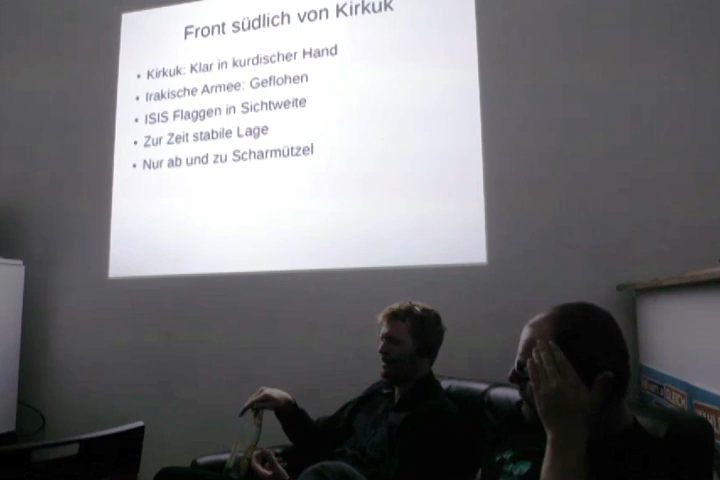 Front südlich von Kirkuk
• Kirkuk: Klar in kurdischer Hand
• Irakische Armee: Geflohen
• ISIS Flaggen in Sichtweite
• Zur Zeit stabile Lage
• Nur ab und zu Scharmützel